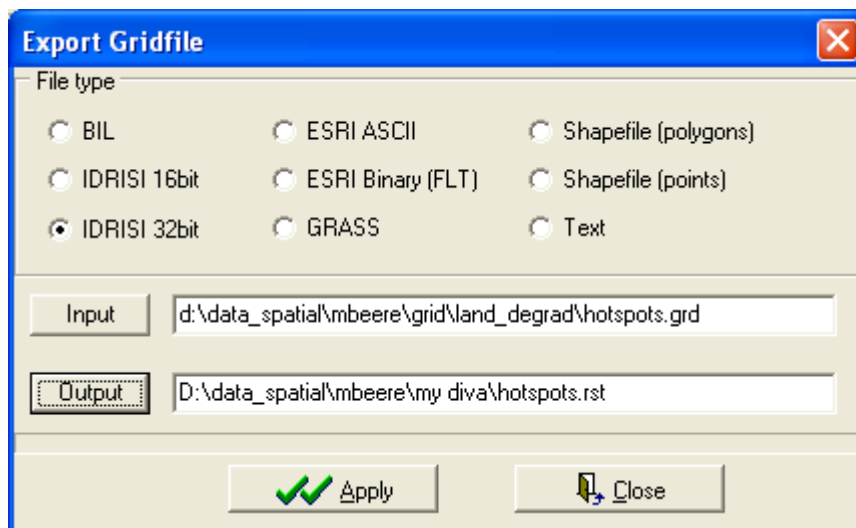 Export Gridfile
File type
BIL
ESRI ASCII
Shapefile (polygons)
IDRISI 16bit
ESRI Binary (FLT)
Shapefile (points)
IDRISI 32bit
GRASS
Text
Input
d:\data_spatial\mbeere\grid\land_degrad\hotspots.grd
Output
D:\data_spatial\mbeere\my diva\hotspots.rst
Apply
Close